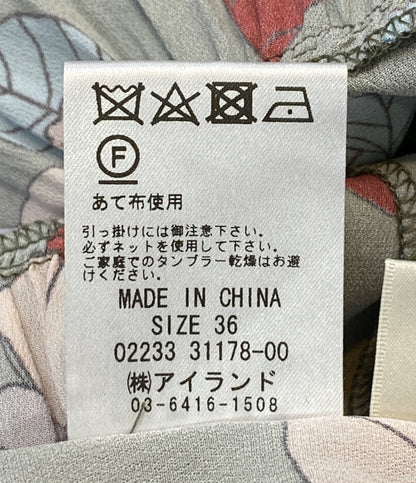 F
あて布使用
引っ掛けには御注意下さい。
必ずネットを使用して下さい。
ご家庭でのタンブラー乾燥はお避
けください。
MADE IN CHINA
SIZE 36
02233 31178-00
㈱アイランド
03-6416-1508